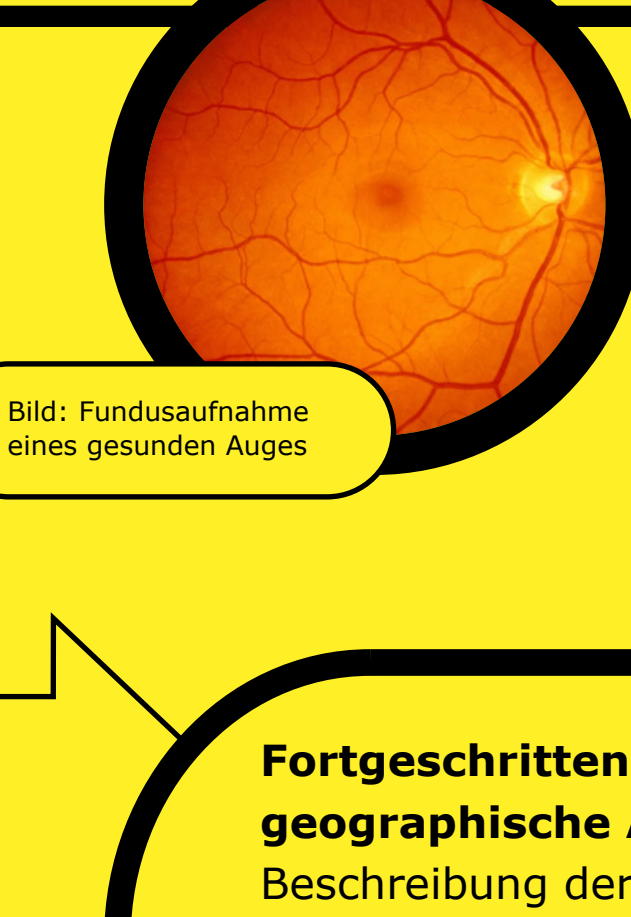 Bild: Fundusaufnahme
eines gesunden Auges
Fortgeschritten
geographische
Beschreibung der